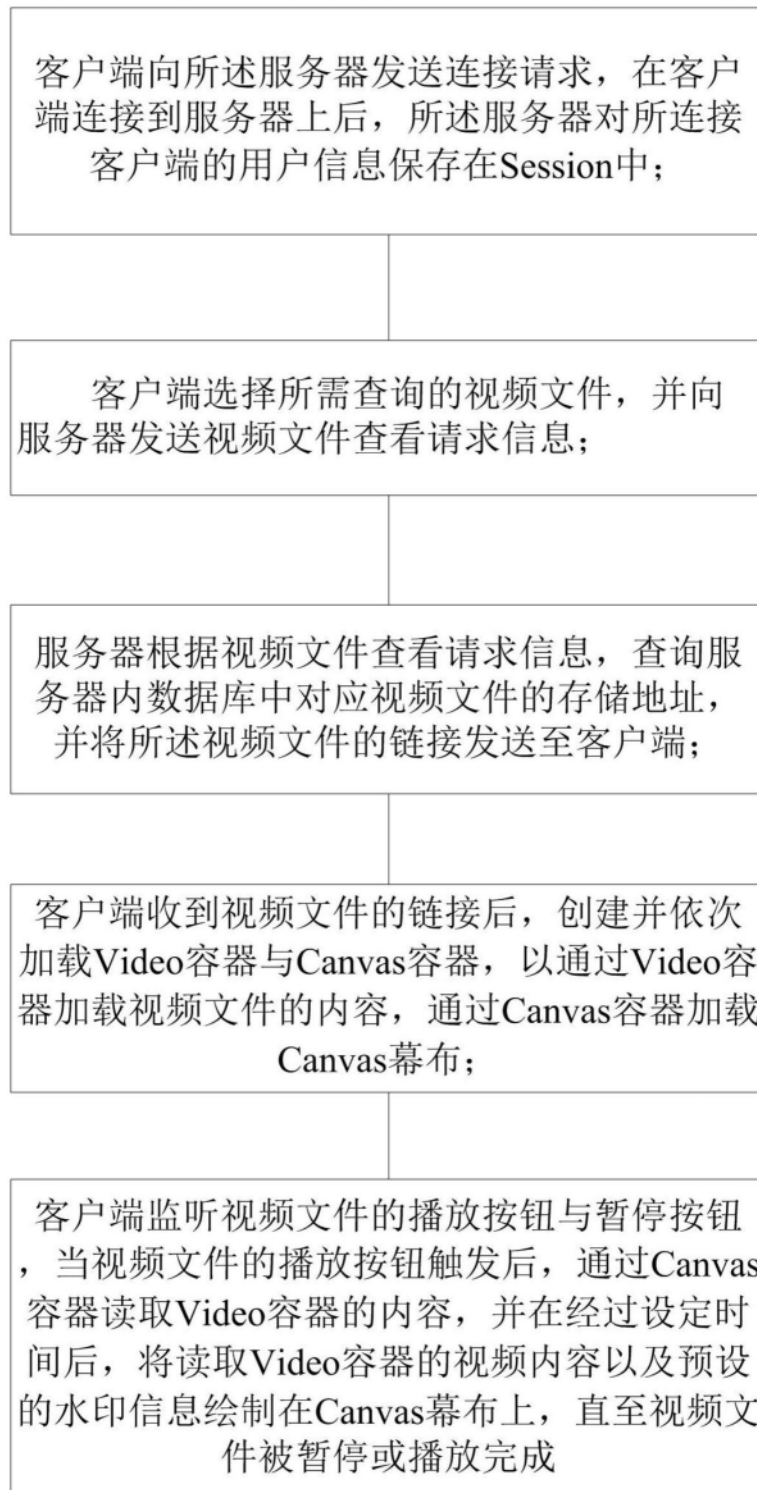 客户端向所述服务器发送连接请求，在客户
端连接到服务器上后，所述服务器对所连接
客户端的用户信息保存在Session中；
客户端选择所需查询的视频文件，并向
服务器发送视频文件查看请求信息；
服务器根据视频文件查看请求信息，查询服
务器内数据库中对应视频文件的存储地址，
并将所述视频文件的链接发送至客户端；
客户端收到视频文件的链接后，创建并依次
加载Video容器与Canvas容器，以通过Video容
器加载视频文件的内容，通过Canvas容器加载
Canvas幕布；
客户端监听视频文件的播放按钮与暂停按钮
，当视频文件的播放按钮触发后，通过Canvas
容器读取Video容器的内容，并在经过设定时
间后，将读取Video容器的视频内容以及预设
的水印信息绘制在Canvas幕布上，直至视频文
件被暂停或播放完成